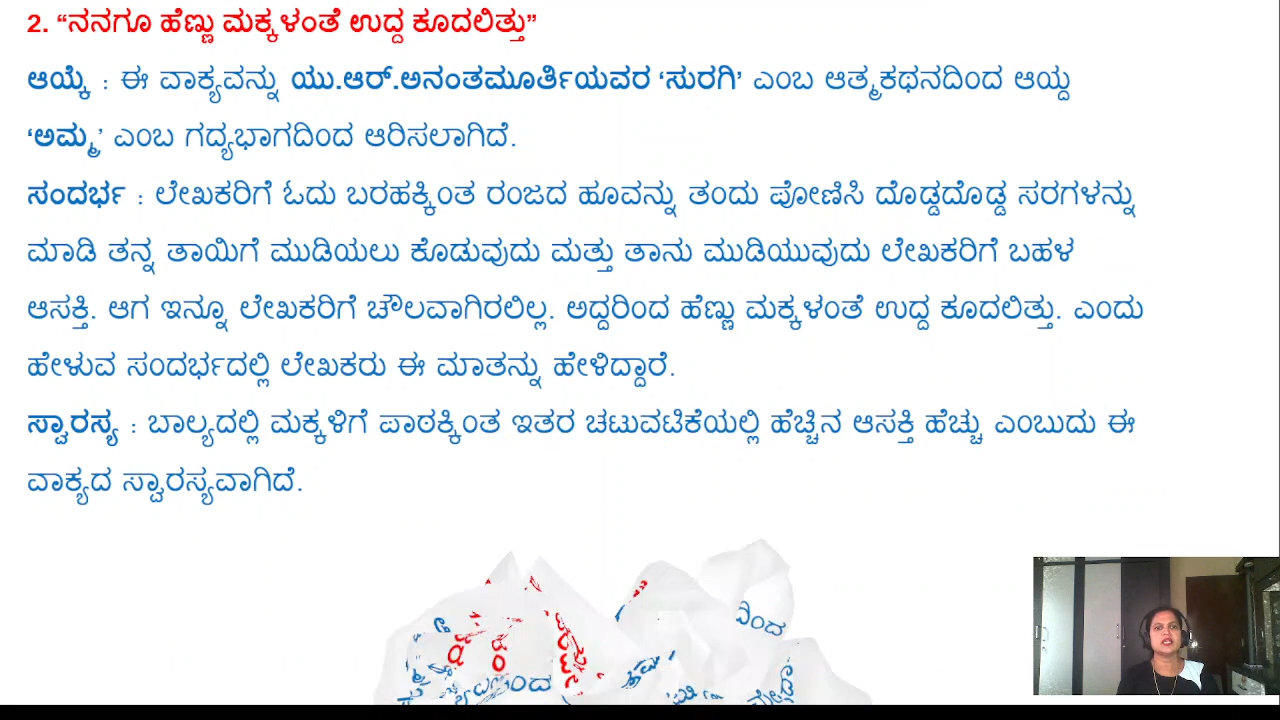 2. “ನನಗೂ ಹೆಣ್ಣು ಮಕ್ಕಳಂತೆ ಉದ್ದ ಕೂದಲಿತ್ತು”
ಆಯ್ಕೆ : ಈ ವಾಕ್ಯವನ್ನು ಯು.ಆರ್.ಅನಂತಮೂರ್ತಿಯವರ ‘ಸುರಗಿ’ ಎಂಬ ಆತ್ಮಕಥನದಿಂದ ಆಯ್ದ
‘ಅಮ್ಮ’ ಎಂಬ ಗದ್ಯಭಾಗದಿಂದ ಆರಿಸಲಾಗಿದೆ.
ಸಂದರ್ಭ : ಲೇಖಕರಿಗೆ ಓದು ಬರಹಕ್ಕಿಂತ ರಂಜದ ಹೂವನ್ನು ತಂದು ಪೋಣಿಸಿ ದೊಡ್ಡದೊಡ್ಡ ಸರಗಳನ್ನು
ಮಾಡಿ ತನ್ನ ತಾಯಿಗೆ ಮುಡಿಯಲು ಕೊಡುವುದು ಮತ್ತು ತಾನು ಮುಡಿಯುವುದು ಲೇಖಕರಿಗೆ ಬಹಳ
ಆಸಕ್ತಿ. ಆಗ ಇನ್ನೂ ಲೇಖಕರಿಗೆ ಚೌಲವಾಗಿರಲಿಲ್ಲ. ಅದ್ದರಿಂದ ಹೆಣ್ಣು ಮಕ್ಕಳಂತೆ ಉದ್ದ ಕೂದಲಿತ್ತು. ಎಂದು
ಹೇಳುವ ಸಂದರ್ಭದಲ್ಲಿ ಲೇಖಕರು ಈ ಮಾತನ್ನು ಹೇಳಿದ್ದಾರೆ.
ಸ್ವಾರಸ್ಯ : ಬಾಲ್ಯದಲ್ಲಿ ಮಕ್ಕಳಿಗೆ ಪಾಠಕ್ಕಿಂತ ಇತರ ಚಟುವಟಿಕೆಯಲ್ಲಿ ಹೆಚ್ಚಿನ ಆಸಕ್ತಿ ಹೆಚ್ಚು ಎಂಬುದು ಈ
ವಾಕ್ಯದ ಸ್ವಾರಸ್ಯವಾಗಿದೆ.